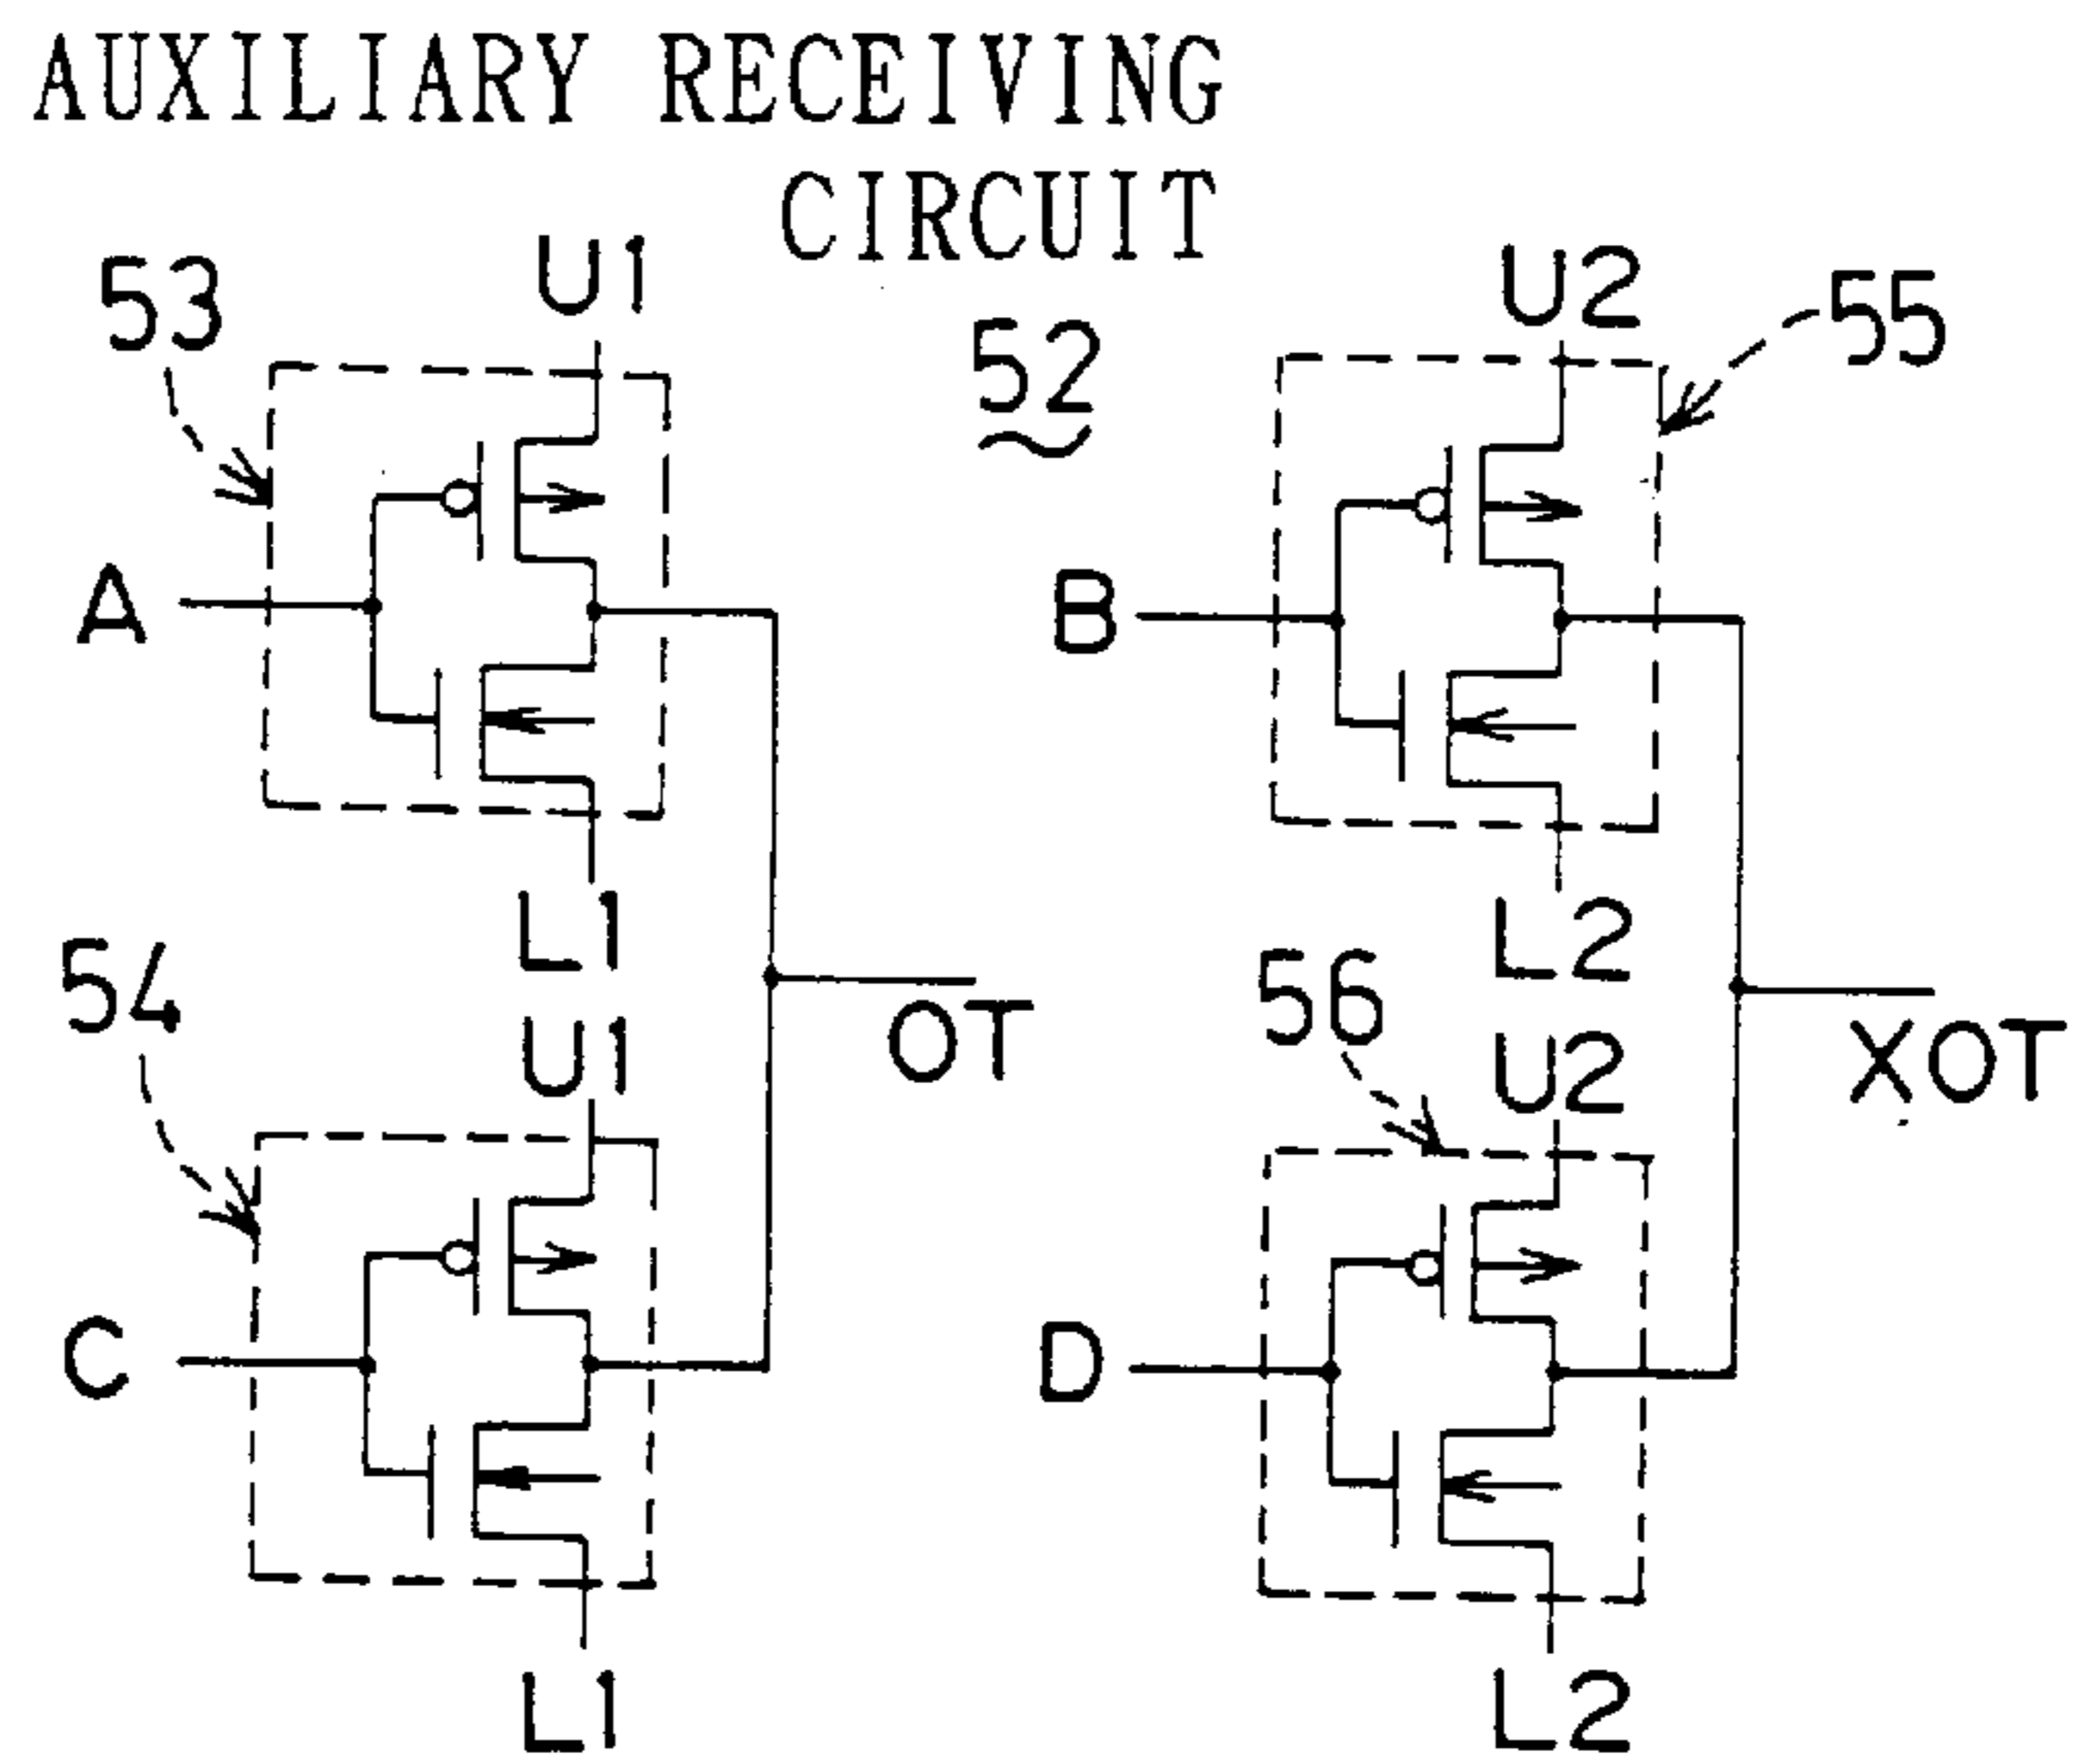 AUXILIARY RECEIVING
CIRCUIT
53
U1
52
U2
55
A
B
L1
L2
54
U1
OT
56
U2
XOT
C
D
L1
L2